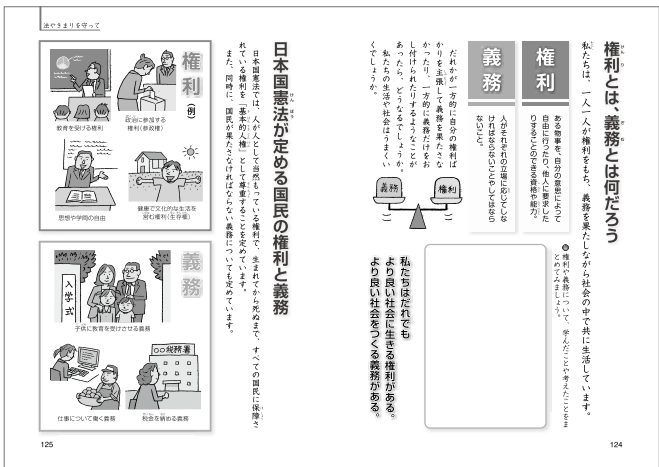 権利とは、義務とは何だろう
けんり
ぎむ
私たちは、一人一人が権利をもち、義務を果たしながら社会の中で共に生活しています。
権利
ある物事を、自分の意思によって
自由に行ったり、他人に要求した
りすることのできる資格や能力。
義務
人がそれぞれの立場に応じてしな
ければならないことやしてはなら
ないこと。
だれかが一方的に自分の権利ば
かりを主張して義務を果たさな
かったり、一方的に義務だけをお
し付けられたりするようなことが
あったら、どうなるでしょうか。
私たちの生活や社会はうまくい
くでしょうか。
義務
権利
権利や義務について、学んだことや考えたことをま
とめてみましょう。
私たちはだれでも
より良い社会に生きる権利がある。
より良い社会をつくる義務がある。
124
法やきまりを守って
日本国憲法が定める国民の権利と義務
けんぽう
日本国憲法では、人が人として当然もっている権利で、生まれてから死ぬまで、すべての国民に保障さ
れている権利を「基本的人権」として尊重することを定めています。
また、同時に、国民が果たさなければならない義務についても定めています。
権利(例)
教育を受ける権利
政治に参加する
権利(参政権)
思想や学問の自由
健康で文化的な生活を
営む権利(生存権)
義務
入学式
子供に教育を受けさせる義務
○○税務署
仕事について働く義務
税金を納める義務
125